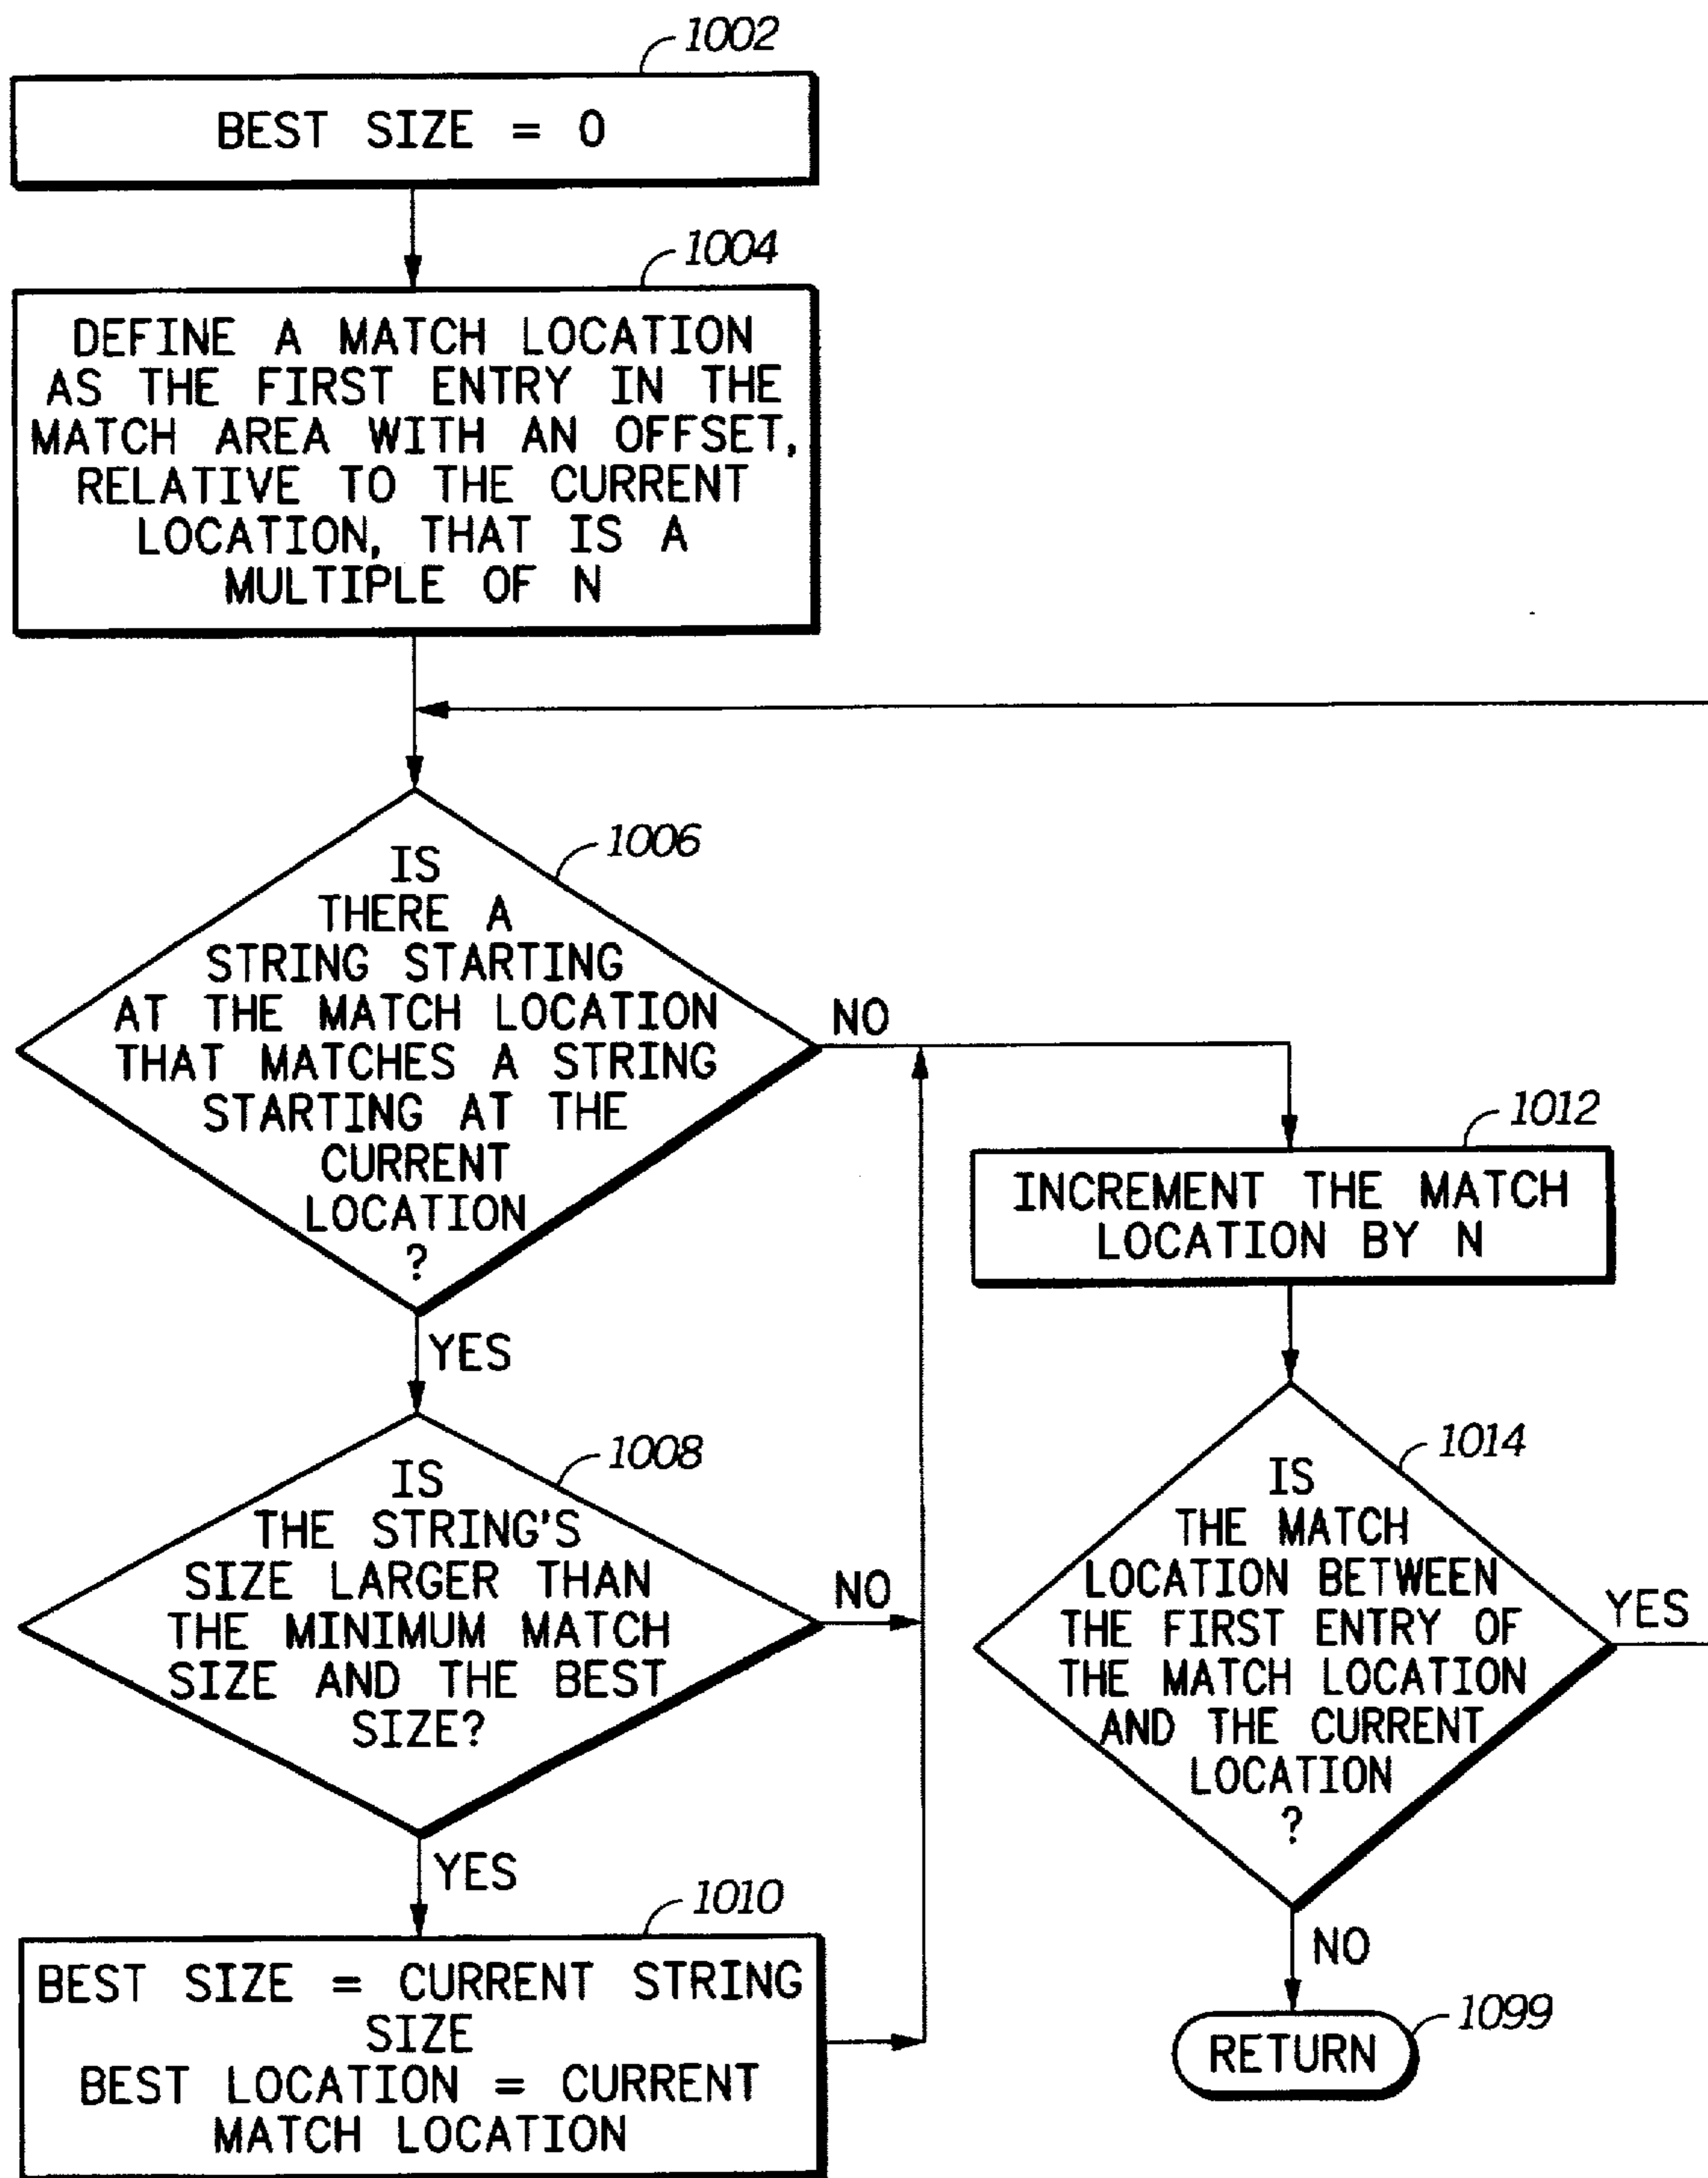 1002
BEST SIZE = 0
1004
DEFINE A MATCH LOCATION
AS THE FIRST ENTRY IN THE
MATCH AREA WITH AN OFFSET,
RELATIVE TO THE CURRENT
LOCATION, THAT IS A
MULTIPLE OF N
1006
IS
THERE A
STRING STARTING
AT THE MATCH LOCATION
THAT MATCHES A STRING
STARTING AT THE
CURRENT
LOCATION
?
NO
YES
1008
IS
THE STRING'S
SIZE LARGER THAN
THE MINIMUM MATCH
SIZE AND THE BEST
SIZE?
NO
YES
1010
BEST SIZE = CURRENT STRING
SIZE
BEST LOCATION = CURRENT
MATCH LOCATION
1012
INCREMENT THE MATCH
LOCATION BY N
1014
IS
THE MATCH
LOCATION BETWEEN
THE FIRST ENTRY OF
THE MATCH LOCATION
AND THE CURRENT
LOCATION
?
YES
NO
RETURN
1099